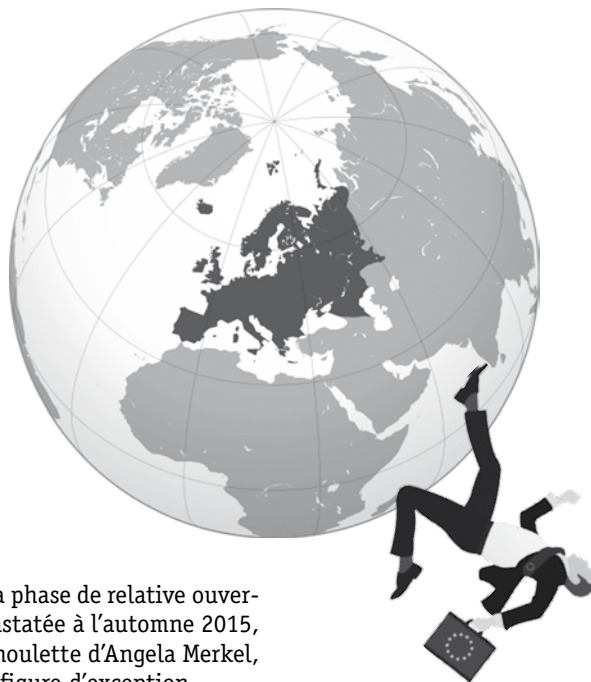 a phase de relative ouver-
statée à l'automne 2015,
houlette d'Angela Merkel,
figure d'exception